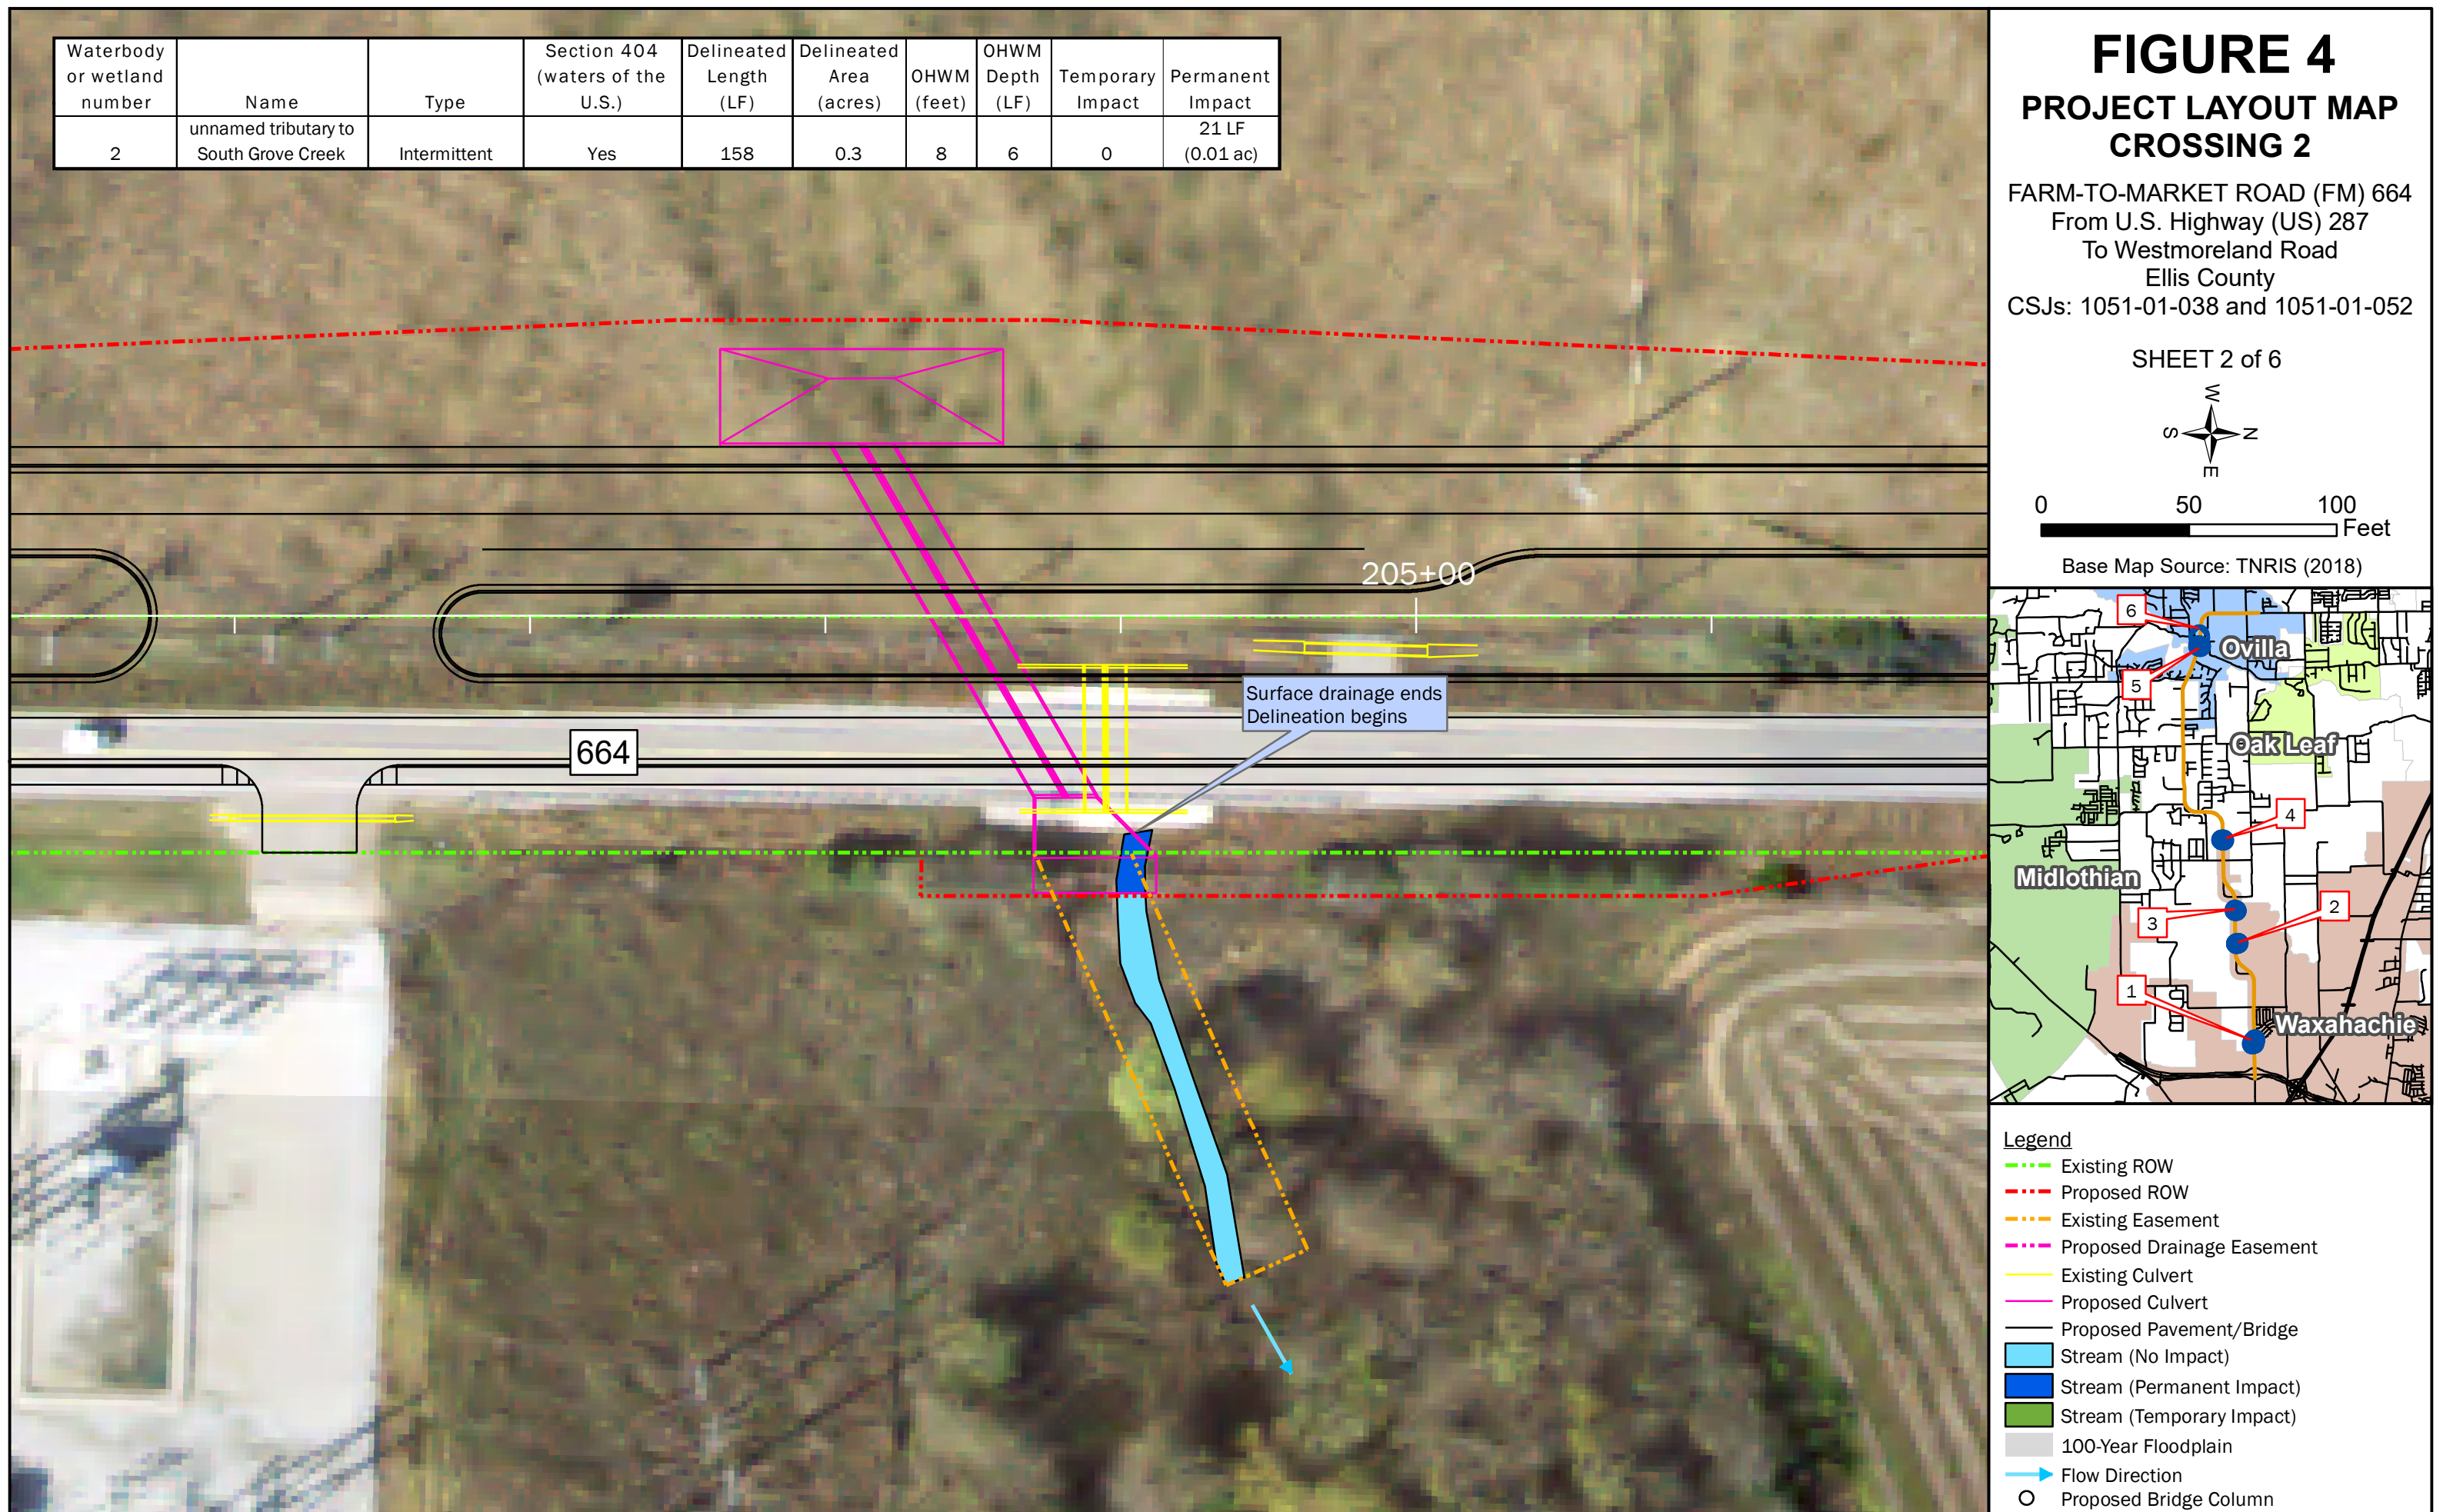 Waterbody or wetland number
Name
Type
Section 404 (waters of the U.S.)
Delineated Length (LF)
Delineated Area (acres)
OHWM (feet)
OHWM Depth (LF)
Temporary Impact
Permanent Impact
2
unnamed tributary to South Grove Creek
Intermittent
Yes
158
0.3
8
6
0
21 LF (0.01 ac)
205+00
Surface drainage ends
Delineation begins
664
FIGURE 4
PROJECT LAYOUT MAP
CROSSING 2
FARM-TO-MARKET ROAD (FM) 664
From U.S. Highway (US) 287
To Westmoreland Road
Ellis County
CSJs: 1051-01-038 and 1051-01-052
SHEET 2 of 6
W
S
N
E
0 50 100
Feet
Base Map Source: TNRIS (2018)
6
Ovilla
5
Oak Leaf
4
Midlothian
2
3
1
Waxahachie
Legend
Existing ROW
Proposed ROW
Existing Easement
Proposed Drainage Easement
Existing Culvert
Proposed Culvert
Proposed Pavement/Bridge
Stream (No Impact)
Stream (Permanent Impact)
Stream (Temporary Impact)
100-Year Floodplain
Flow Direction
Proposed Bridge Column